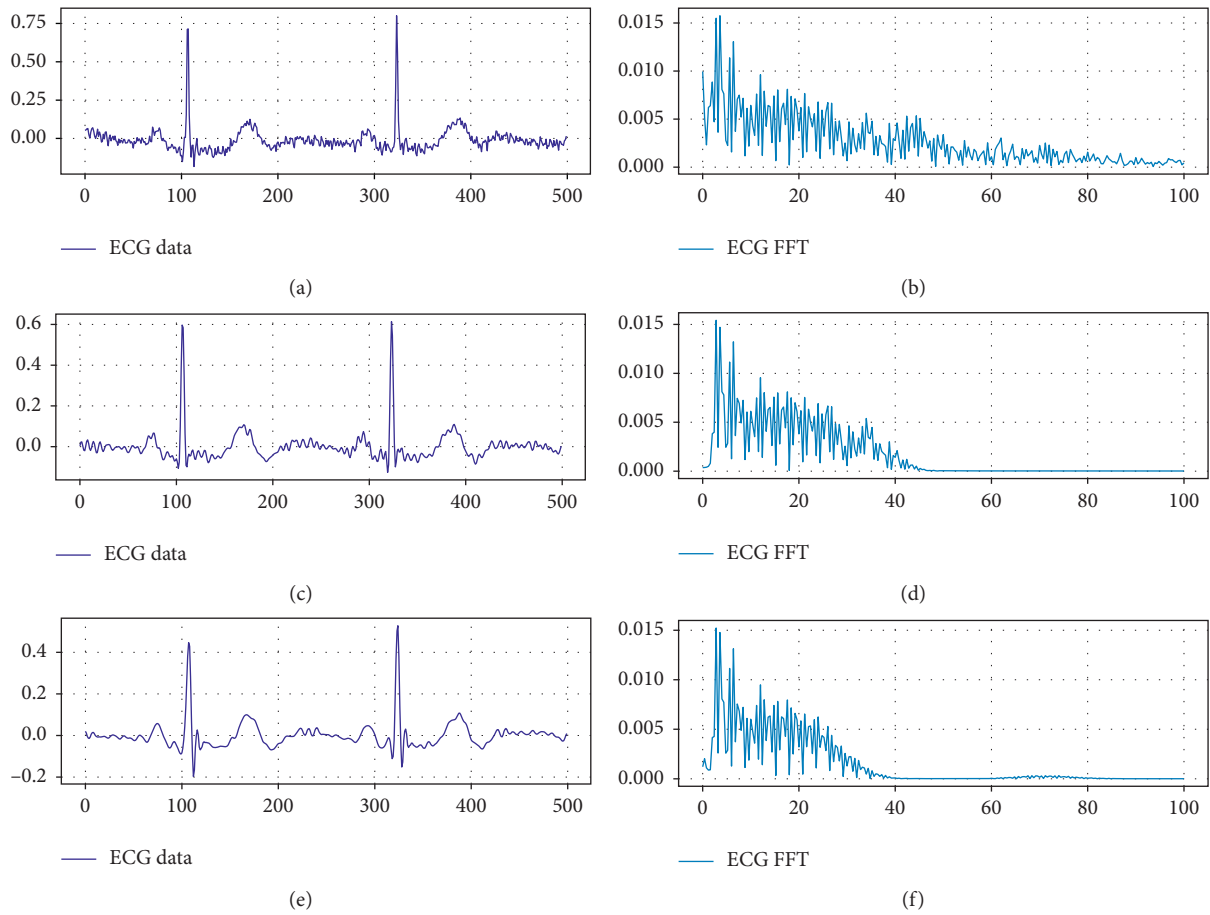 0.75
0.50
0.25
0.00
0 100 200 300 400 500
ECG data
(a)
0.015
0.010
0.005
0.000
0 20 40 60 80 100
ECG FFT
(b)
0.6
0.4
0.2
0.0
0 100 200 300 400 500
ECG data
(c)
0.015
0.010
0.005
0.000
0 20 40 60 80 100
ECG FFT
(d)
0.4
0.2
0.0
−0.2
0 100 200 300 400 500
ECG data
(e)
0.015
0.010
0.005
0.000
0 20 40 60 80 100
ECG FFT
(f)